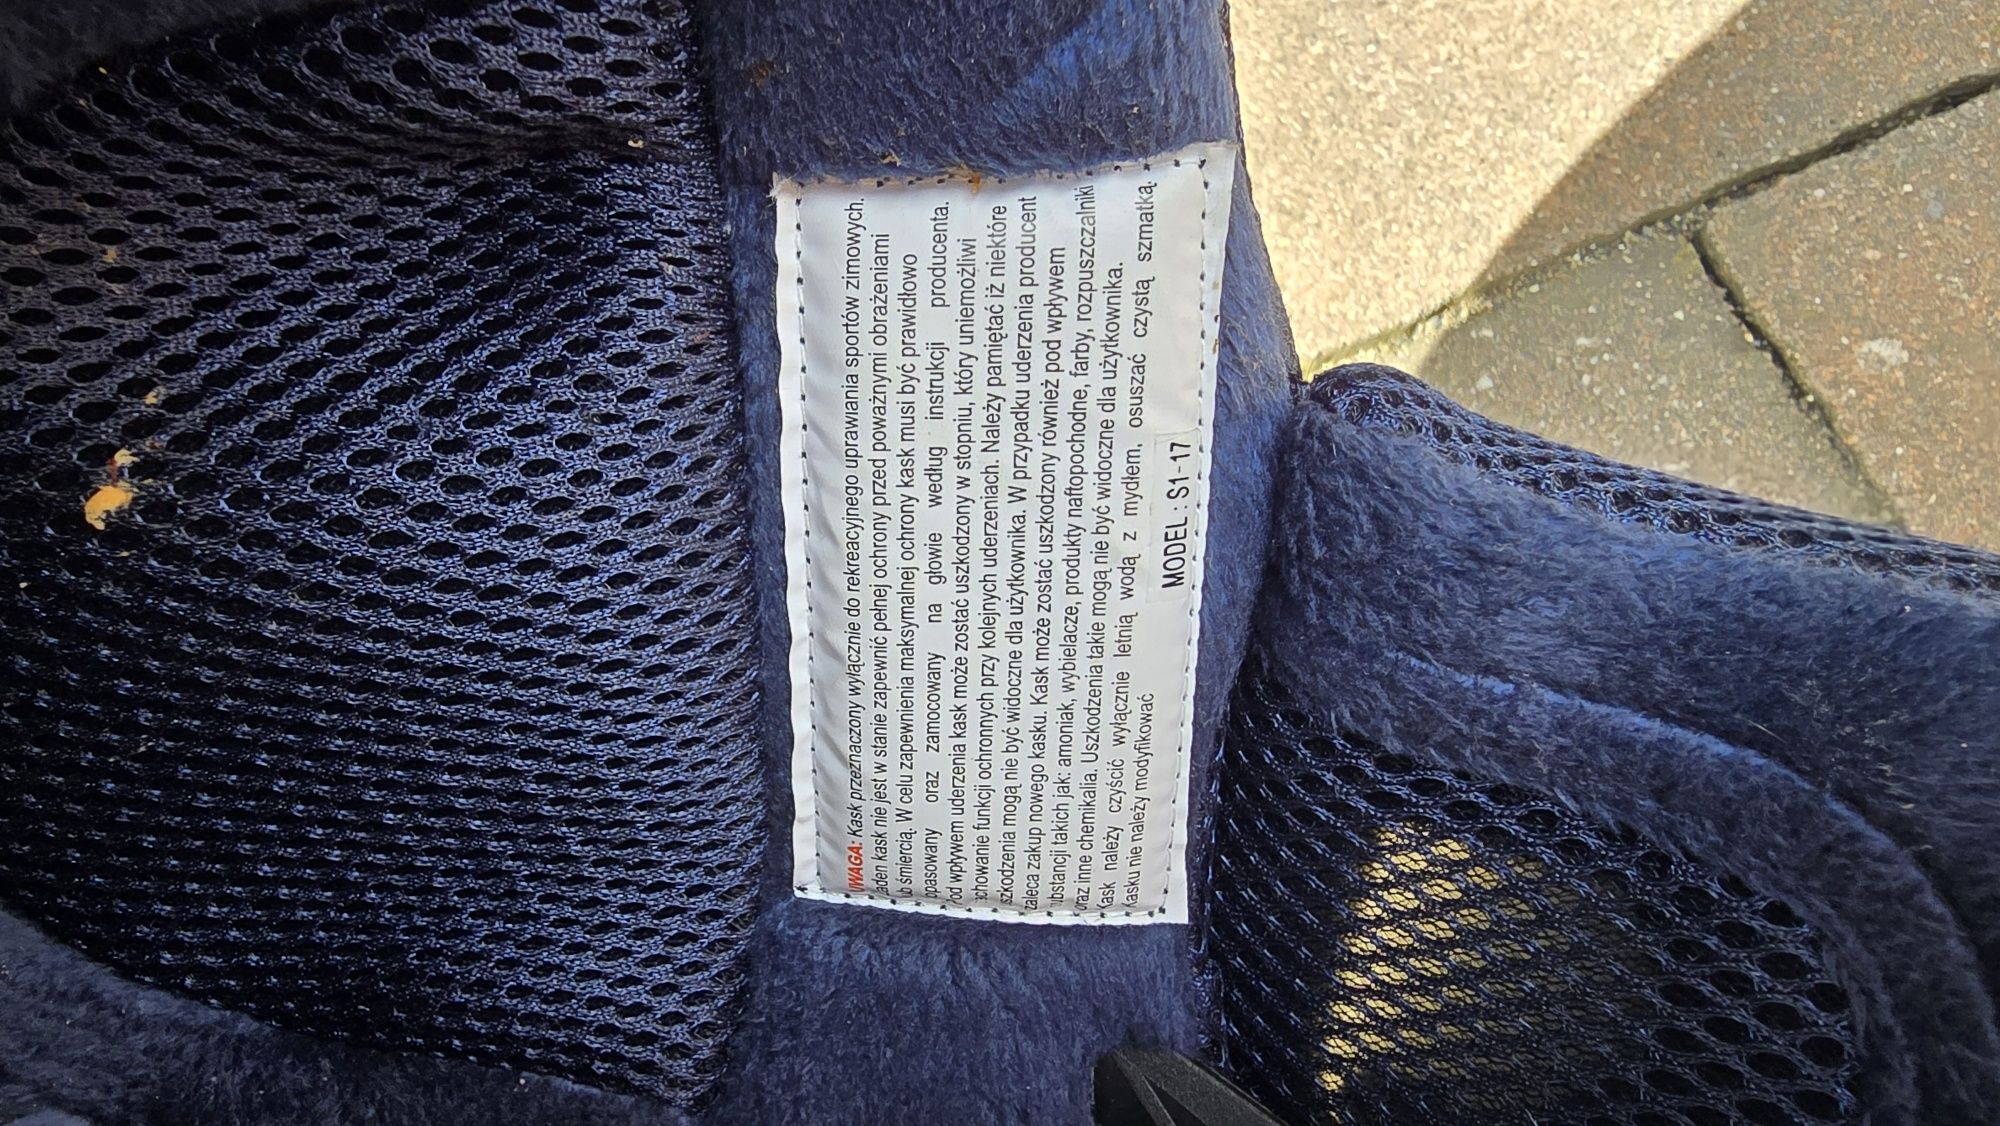 UWAGA: Kask przeznaczony wyłącznie do rekreacyjnego uprawiania sportów zimowych.
żaden kask nie jest w stanie zapewnić pełnej ochrony przed poważnymi obrażeniami
lub śmiercią. W celu zapewnienia maksymalnej ochrony kask musi być prawidłowo
dopasowany oraz zamocowany na głowie według instrukcji producenta.
Pod wpływem uderzenia kask może zostać uszkodzony w stopniu, który uniemożliwi
zachowanie funkcji ochronnych przy kolejnych uderzeniach. Należy pamiętać iż niektóre
uszkodzenia mogą nie być widoczne dla użytkownika. W przypadku uderzenia producent
zaleca zakup nowego kasku. Kask może zostać uszkodzony również pod wpływem
substancji takich jak: amoniak, wybielacze, produkty naftopochodne, farby, rozpuszczalniki
oraz inne chemikalia. Uszkodzenia takie mogą nie być widoczne dla użytkownika.
Kask należy czyścić wyłącznie letnią wodą z mydłem, osuszać czystą szmatką.
Kasku nie należy modyfikować
MODEL : S1-17